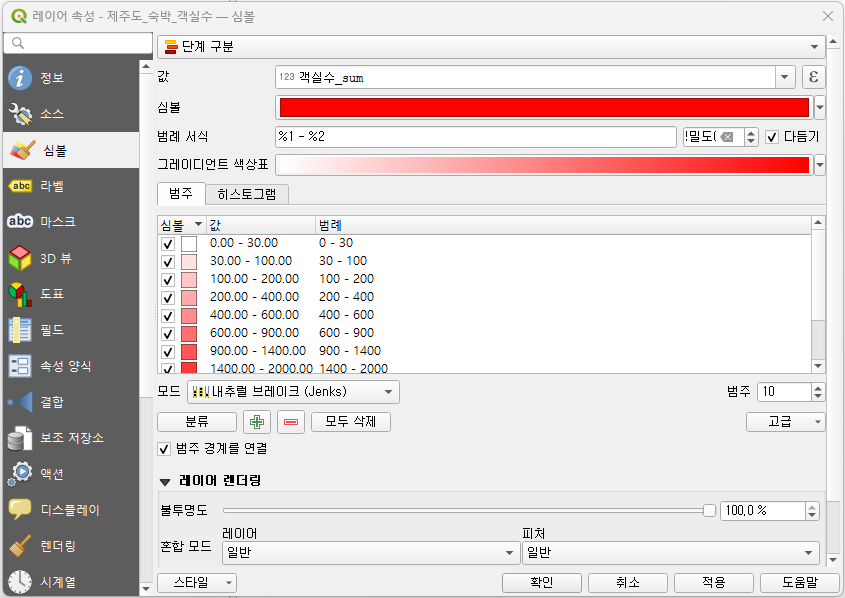 레이어 속성 - 제주도_숙박_객실수 — 심볼
정보
소스
심볼
라벨
마스크
3D 뷰
도표
필드
속성 양식
결합
보조 저장소
액션
디스플레이
렌더링
시계열
단계 구분
값 123 객실수_sum ε
심볼
범례 서식 %1 - %2 !밀도( 다듬기
그레이디언트 색상표
범주 히스토그램
심볼 값 범례
0.00 - 30.00 0 - 30
30.00 - 100.00 30 - 100
100.00 - 200.00 100 - 200
200.00 - 400.00 200 - 400
400.00 - 600.00 400 - 600
600.00 - 900.00 600 - 900
900.00 - 1400.00 900 - 1400
1400.00 - 2000.00 1400 - 2000
모드 내추럴 브레이크 (Jenks) 범주 10
분류 모두 삭제 고급
범주 경계를 연결
레이어 렌더링
불투명도 100.0 %
레이어 피처
혼합 모드 일반 일반
스타일 확인 취소 적용 도움말